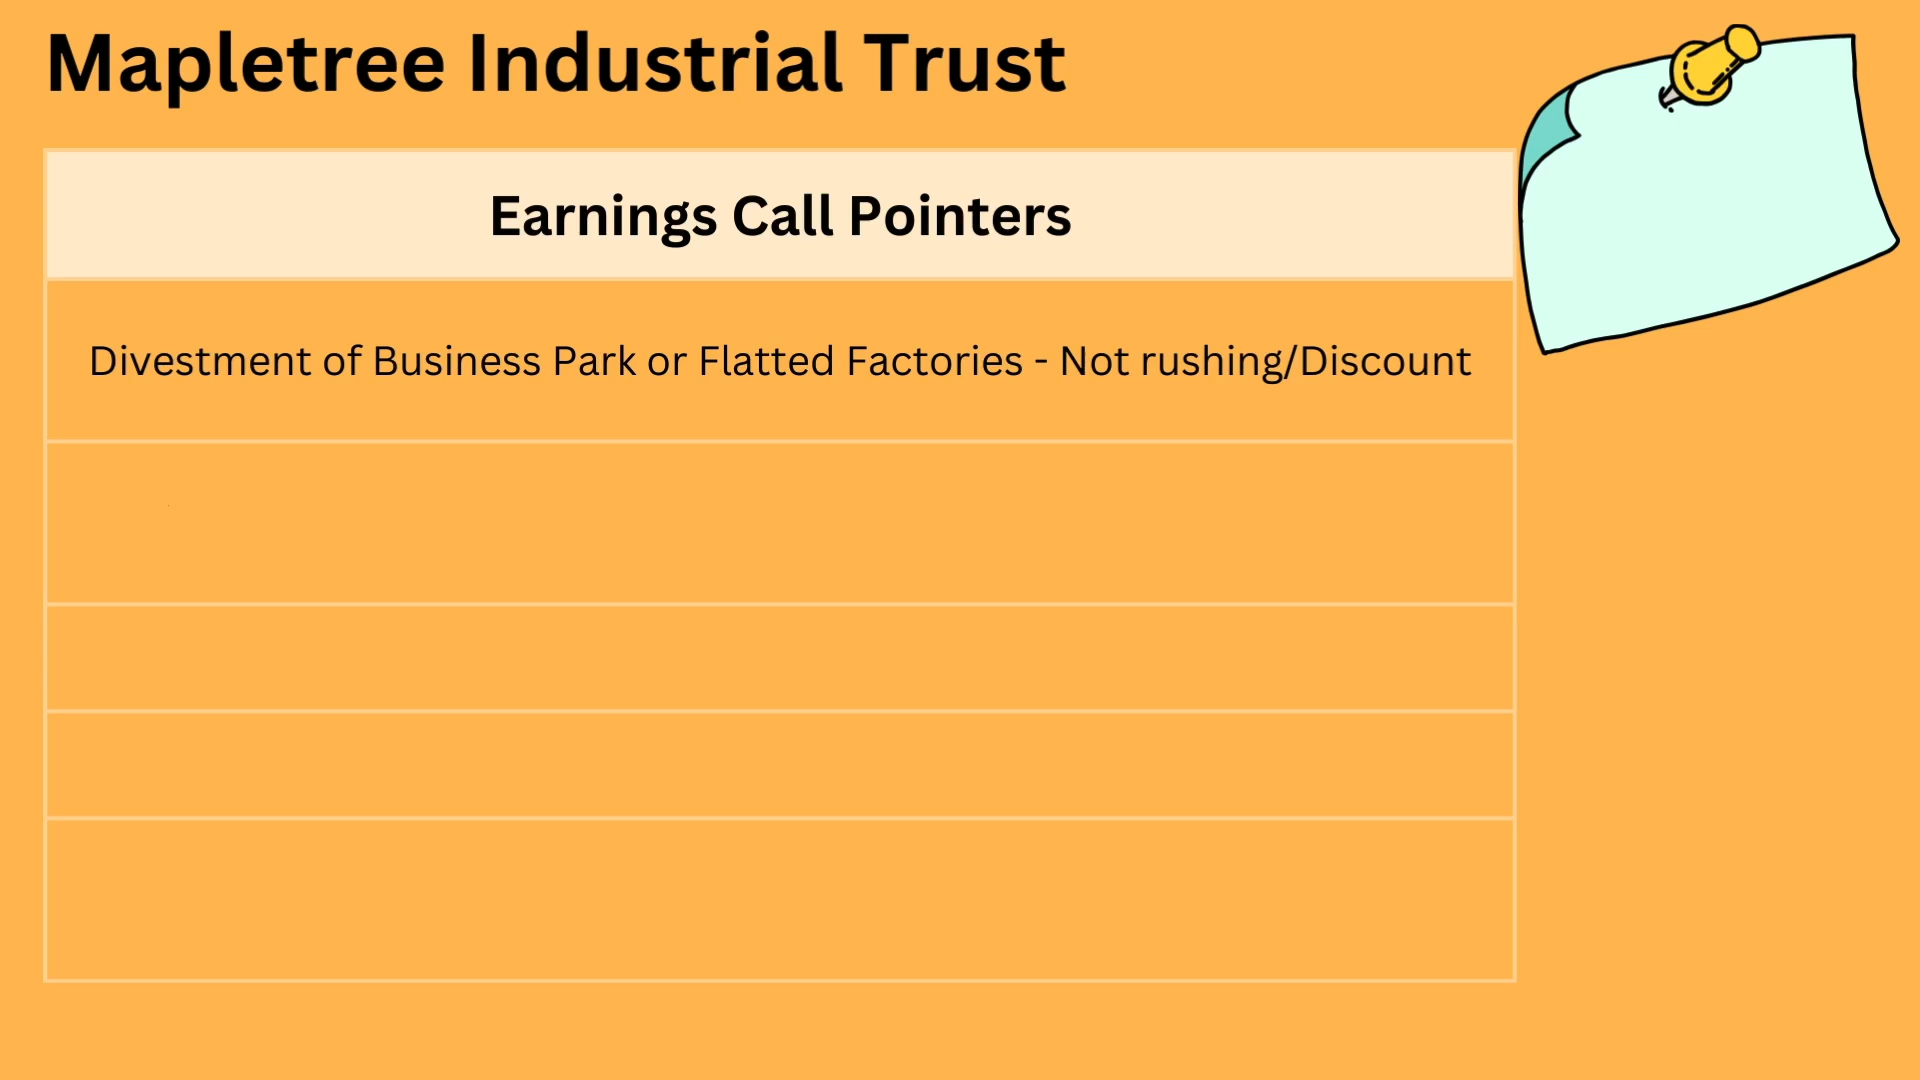 Mapletree Industrial Trust
Earnings Call Pointers
Divestment of Business Park or Flatted Factories - Not rushing/Discount